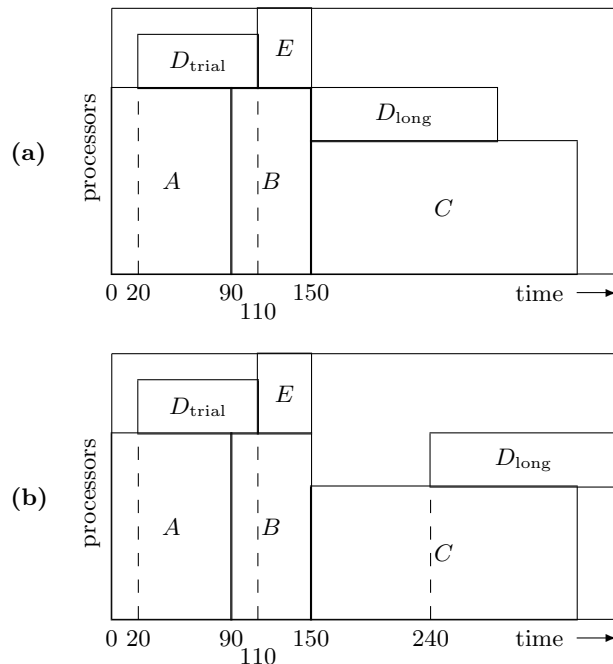 E
D_trial
D_long
(a)
processors
A
B
C
0 20 90 150 time
110
E
D_trial
D_long
(b)
processors
A
B
C
0 20 90 150 240 time
110